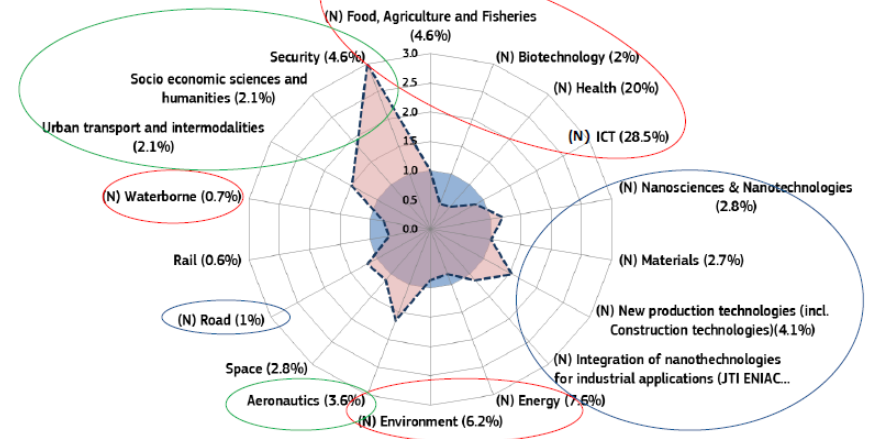 (N) Food, Agriculture and Fisheries
(4.6%)
Security (4.6%)
3.0
(N) Biotechnology (2%)
2.5
Socio economic sciences and
humanities (2.1%)
(N) Health (20%)
2.0
Urban transport and intermodalities
(2.1%)
1.5
(N) ICT (28.5%)
1.0
(N) Waterborne (0.7%)
(N) Nanosciences & Nanotechnologies
(2.8%)
0.5
0.0
Rail (0.6%)
(N) Materials (2.7%)
(N) Road (1%)
(N) New production technologies (incl.
Construction technologies)(4.1%)
Space (2.8%)
(N) Integration of nanothechnologies
for industrial applications (JTI ENIAC...
Aeronautics (3.6%)
(N) Energy (7.6%)
(N) Environment (6.2%)